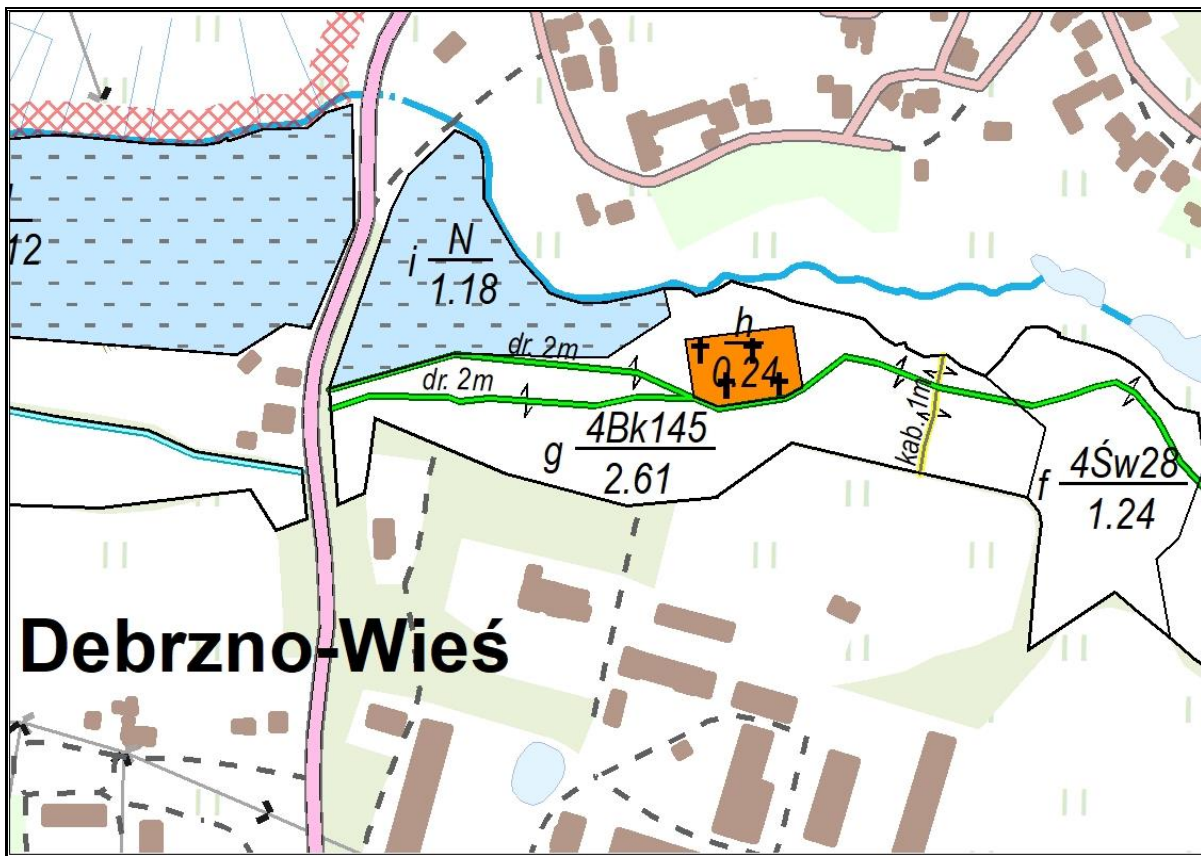 12
i N
1.18
h
0.24
dr. 2m
dr. 2m
g 4Bk145
2.61
kab. 1m
f 4Św28
1.24
Debrzno-Wieś